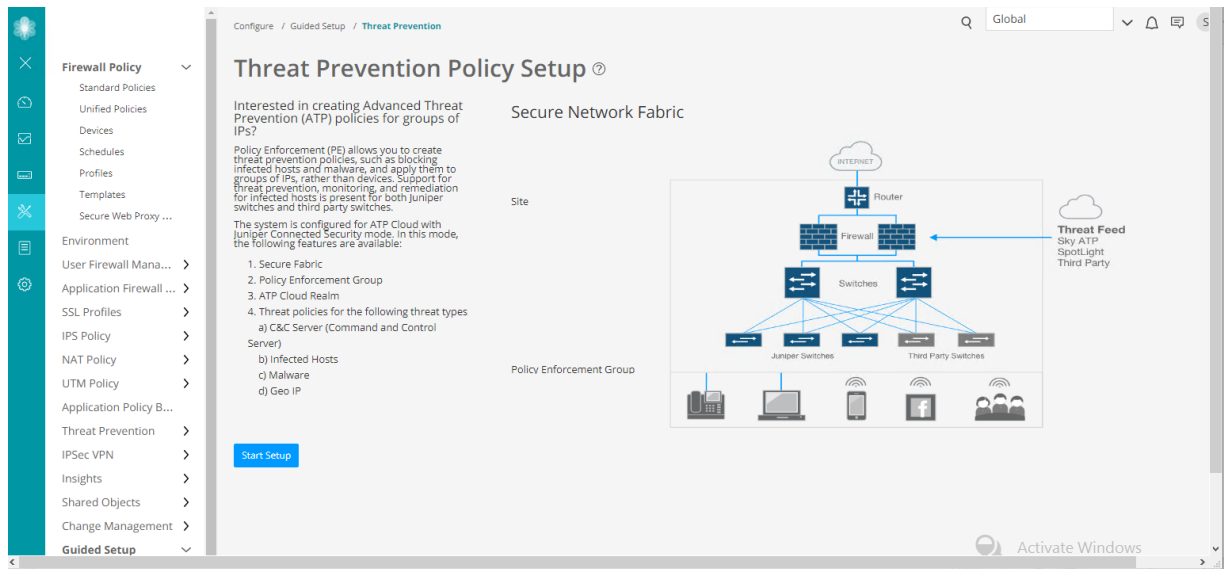 Configure / Guided Setup / Threat Prevention
Global
S
Firewall Policy
Standard Policies
Unified Policies
Devices
Schedules
Profiles
Templates
Secure Web Proxy ...
Environment
User Firewall Mana...
Application Firewall ...
SSL Profiles
IPS Policy
NAT Policy
UTM Policy
Application Policy B...
Threat Prevention
IPSec VPN
Insights
Shared Objects
Change Management
Guided Setup
Threat Prevention Policy Setup
Interested in creating Advanced Threat
Prevention (ATP) policies for groups of
IPs?
Policy Enforcement (PE) allows you to create
threat prevention policies, such as blocking
infected hosts and malware, and apply them to
groups of IPs, rather than devices. Support for
threat prevention, monitoring, and remediation
for infected hosts is present for both Juniper
switches and third party switches.
The system is configured for ATP Cloud with
Juniper Connected Security mode. In this mode,
the following features are available:
1. Secure Fabric
2. Policy Enforcement Group
3. ATP Cloud Realm
4. Threat policies for the following threat types
a) C&C Server (Command and Control
Server)
b) Infected Hosts
c) Malware
d) Geo IP
Start Setup
Secure Network Fabric
INTERNET
Router
Site
Firewall
Threat Feed
Sky ATP
SpotLight
Third Party
Switches
Juniper Switches
Third Party Switches
Policy Enforcement Group
Activate Windows